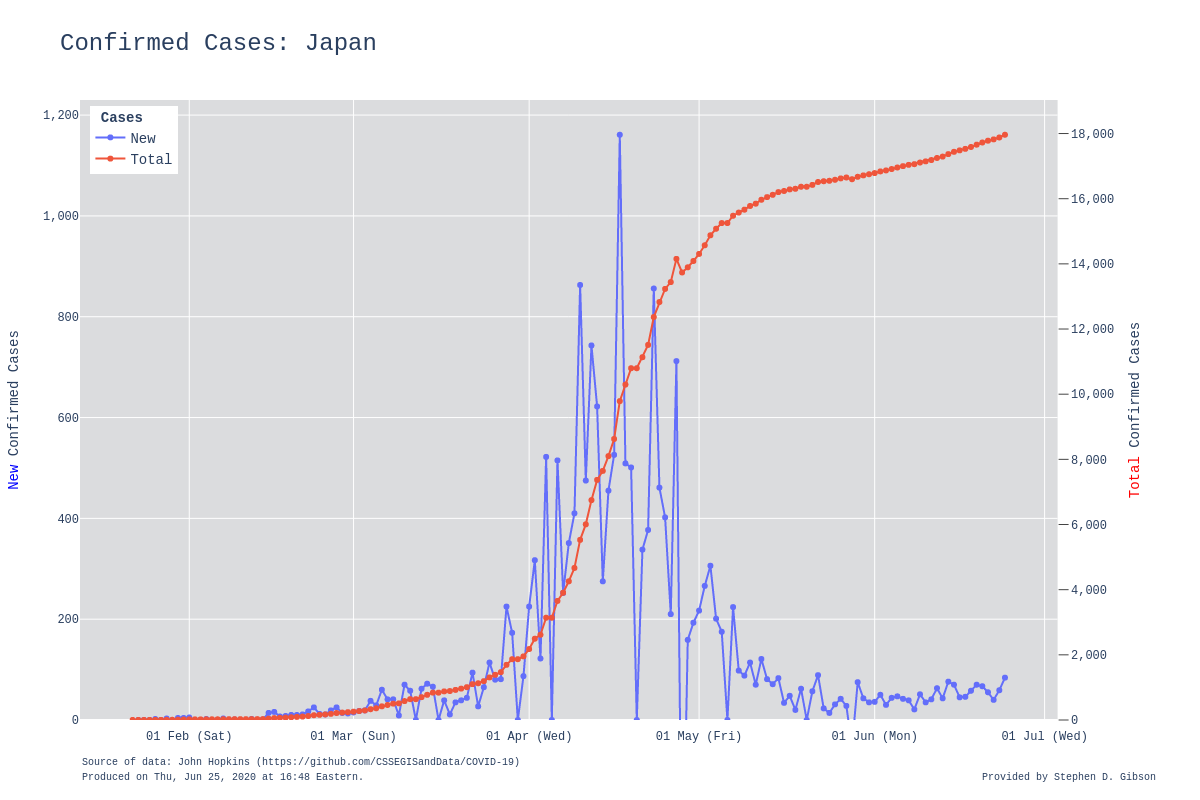 Confirmed Cases: Japan
Cases
New
Total
1,200
1,000
800
600
400
200
0
18,000
16,000
14,000
12,000
10,000
8,000
6,000
4,000
2,000
0
New Confirmed Cases
Total Confirmed Cases
01 Feb (Sat)
01 Mar (Sun)
01 Apr (Wed)
01 May (Fri)
01 Jun (Mon)
01 Jul (Wed)
Source of data: John Hopkins (https://github.com/CSSEGISandData/COVID-19)
Produced on Thu, Jun 25, 2020 at 16:48 Eastern.
Provided by Stephen D. Gibson